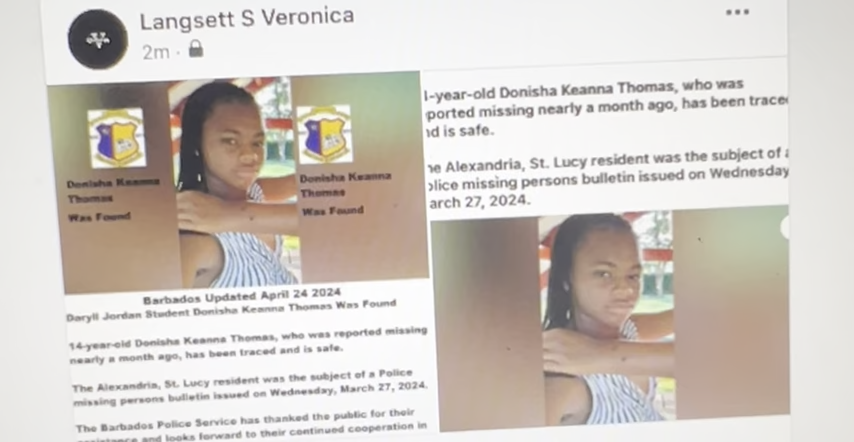 Langsett S Veronica
2m
Donisha Keanna
Thomas
Was Found
Donisha Keanna
Thomas
Was Found
Barbados Updated April 24 2024
Daryll Jordan Student Donisha Keanna Thomas Was Found
14-year-old Donisha Keanna Thomas, who was reported missing
nearly a month ago, has been traced and is safe.
The Alexandria, St. Lucy resident was the subject of a Police
missing persons bulletin issued on Wednesday, March 27, 2024.
The Barbados Police Service has thanked the public for their
and looks forward to their continued cooperation in
-year-old Donisha Keanna Thomas, who was
ported missing nearly a month ago, has been trace
nd is safe.
he Alexandria, St. Lucy resident was the subject of a
olice missing persons bulletin issued on Wednesday
arch 27, 2024.